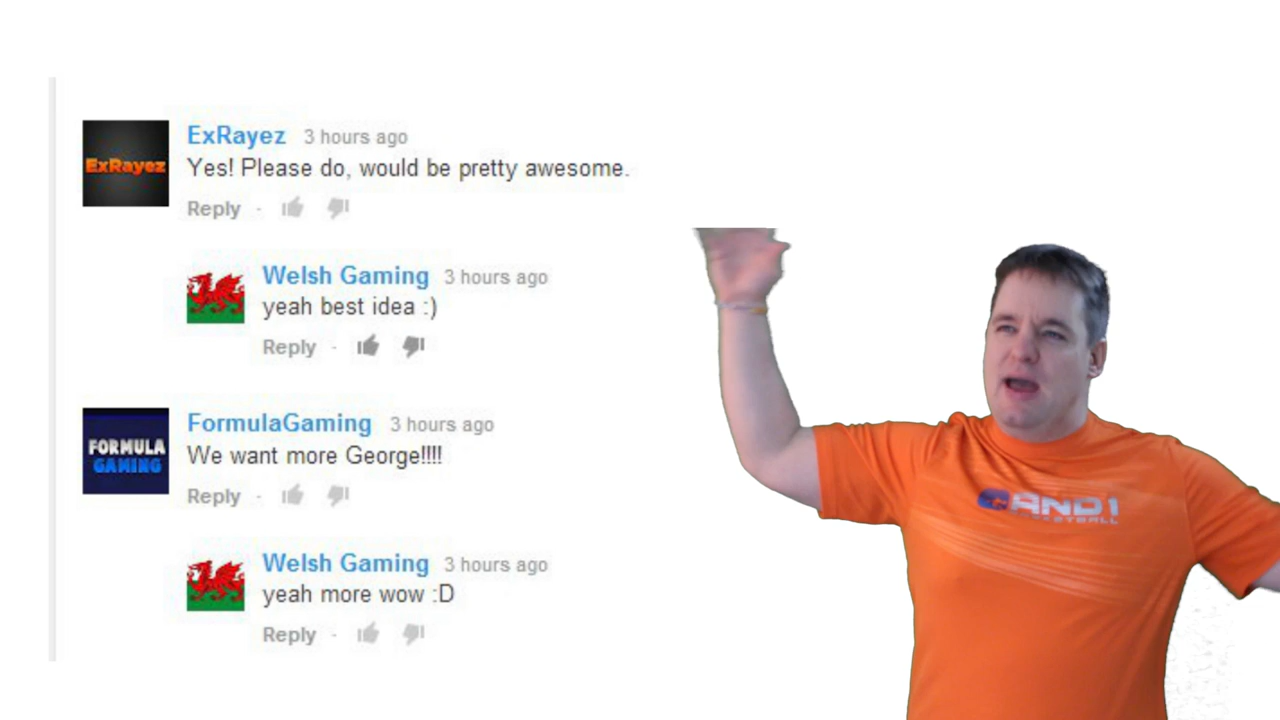 ExRayez
ExRayez 3 hours ago
Yes! Please do, would be pretty awesome.
Reply -
Welsh Gaming 3 hours ago
yeah best idea :)
Reply -
FORMULA
GAMING
FormulaGaming 3 hours ago
We want more George!!!!
Reply -
Welsh Gaming 3 hours ago
yeah more wow :D
Reply -
AND1